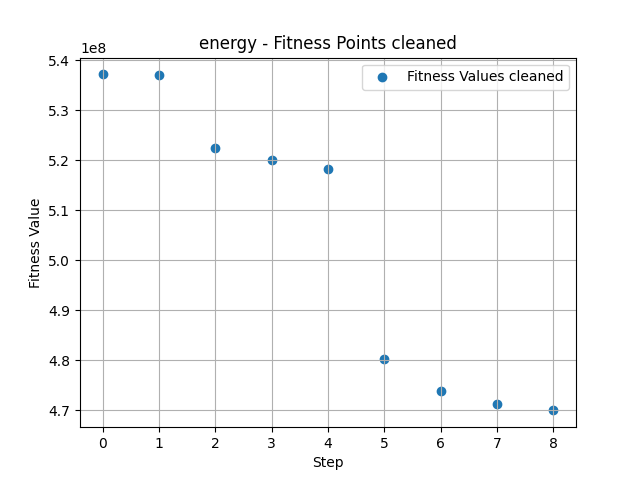 energy - Fitness Points cleaned
1e8
Fitness Values cleaned
5.4
5.3
5.2
5.1
5.0
4.9
4.8
4.7
Fitness Value
0 1 2 3 4 5 6 7 8
Step